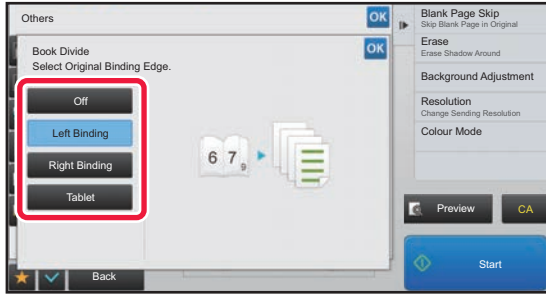 Others
OK
Book Divide
OK
Select Original Binding Edge.
Off
Left Binding
Right Binding
Tablet
6 7 9
Back
Blank Page Skip
Skip Blank Page in Original
Erase
Erase Shadow Around
Background Adjustment
Resolution
Change Sending Resolution
Colour Mode
Preview
CA
Start